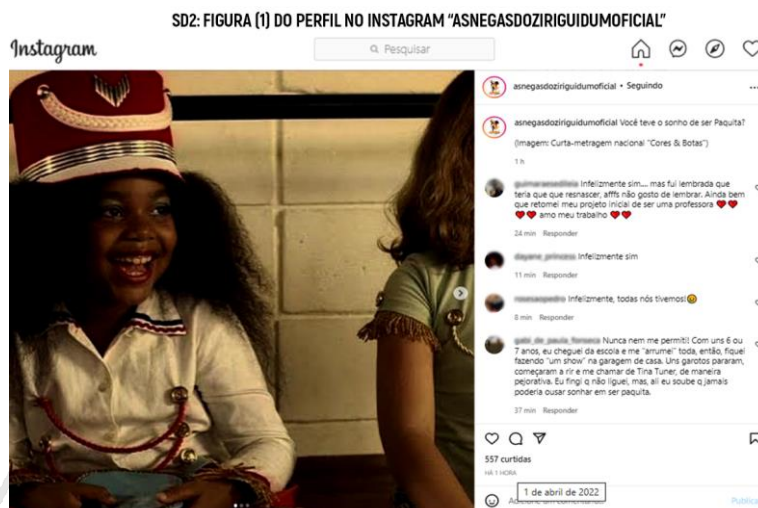 SD2: FIGURA (1) DO PERFIL NO INSTAGRAM “ASNEGASDOZIRIGUIDUMOFICIAL”
Instagram
Pesquisar
asnegasdoziriguidumoficial • Seguindo
asnegasdoziriguidumoficial Você teve o sonho de ser Paquita?
(Imagem: Curta-metragem nacional "Cores & Botas")
1 h
Infelizmente sim.... mas fui lembrada que
teria que que resnascer, afffs não gosto de lembrar. Ainda bem
que retomei meu projeto inicial de ser uma professora ❤️ ❤️
❤️ ❤️ amo meu trabalho ❤️ ❤️
24 min Responder
dayane_princess Infelizmente sim
11 min Responder
Infelizmente, todas nós tivemos!
8 min Responder
gabi_de_paula_fonseca Nunca nem me permiti! Com uns 6 ou
7 anos, eu cheguei da escola e me "arrumei" toda, então, fiquei
fazendo "um show" na garagem de casa. Uns garotos pararam,
começaram a rir e me chamar de Tina Tuner, de maneira
pejorativa. Eu fingi q não liguei, mas, ali eu soube q jamais
poderia ousar sonhar em ser paquita.
37 min Responder
557 curtidas
HÁ 1 HORA
1 de abril de 2022
Publicar